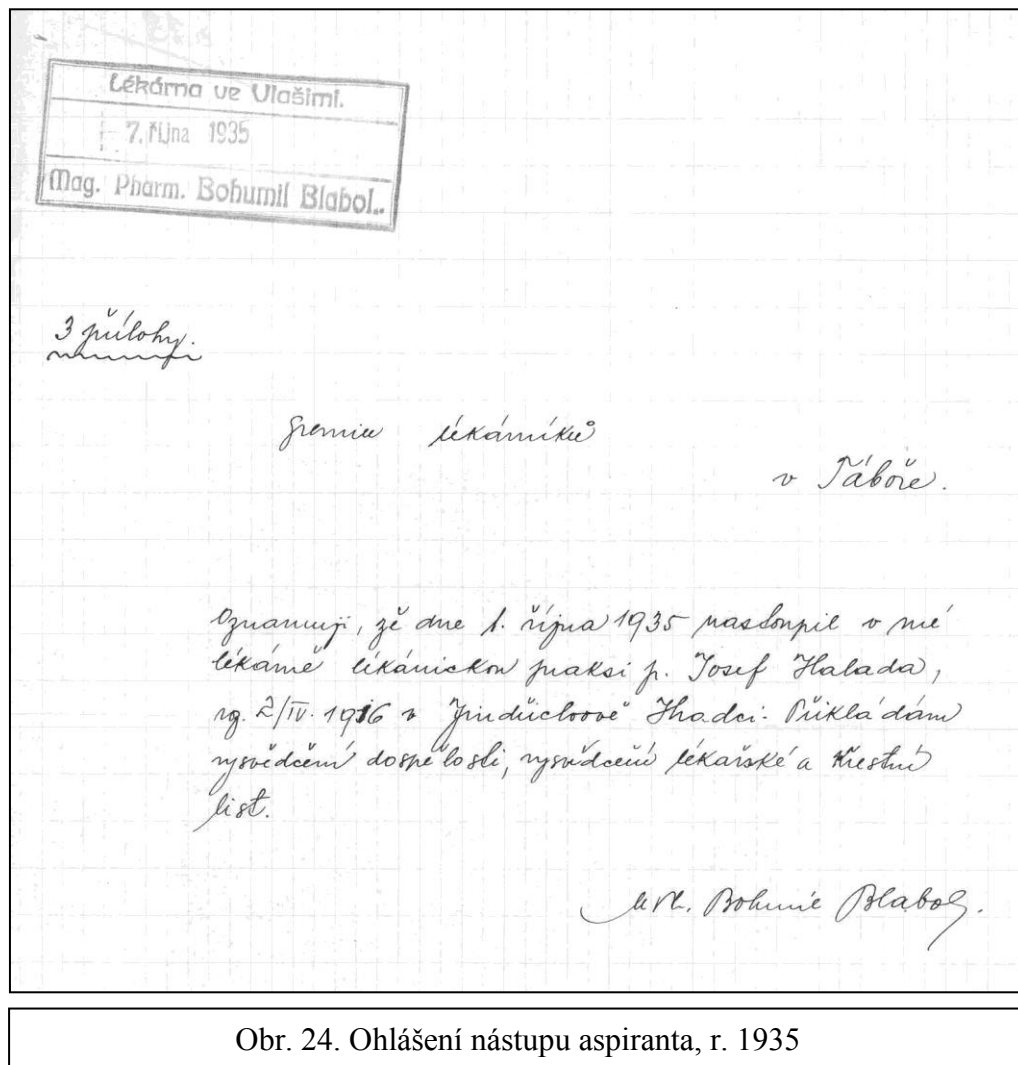 Lékárna ve Vlašimi.
7. října 1935
Mag. Pharm. Bohumil Blabol..
3 přílohy.
Gremiu lékárníků
v Táboře.
Oznamuji, že dne 1. října 1935 nastoupil v mé
lékárně lékárnickou praksi p. Josef Halada,
nar. 2/IV. 1916 v Jindřichově Hradci. Přikládám
vysvědčení dospělosti, vysvědčení lékařské a křestní
list.
Bohumil Blabol.
Obr. 24. Ohlášení nástupu aspiranta, r. 1935